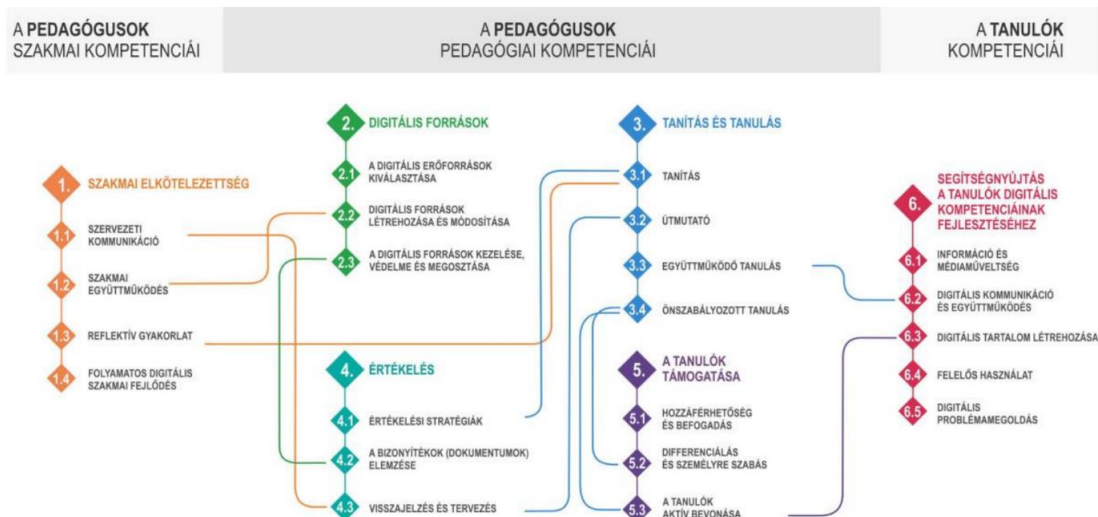 A PEDAGÓGUSOK
SZAKMAI KOMPETENCIÁI
A PEDAGÓGUSOK
PEDAGÓGIAI KOMPETENCIÁI
A TANULÓK
KOMPETENCIÁI
1. SZAKMAI ELKÖTELEZETTSÉG
1.1 SZERVEZETI
KOMMUNIKÁCIÓ
1.2 SZAKMAI
EGYÜTTMŰKÖDÉS
1.3 REFLEKTÍV GYAKORLAT
1.4 FOLYAMATOS DIGITÁLIS
SZAKMAI FEJLŐDÉS
2. DIGITÁLIS FORRÁSOK
2.1 A DIGITÁLIS ERŐFORRÁSOK
KIVÁLASZTÁSA
2.2 DIGITÁLIS FORRÁSOK
LÉTREHOZÁSA ÉS MÓDOSÍTÁSA
2.3 A DIGITÁLIS FORRÁSOK KEZELÉSE,
VÉDELME ÉS MEGOSZTÁSA
4. ÉRTÉKELÉS
4.1 ÉRTÉKELÉSI STRATÉGIÁK
4.2 A BIZONYÍTÉKOK (DOKUMENTUMOK)
ELEMZÉSE
4.3 VISSZAJELZÉS ÉS TERVEZÉS
3. TANÍTÁS ÉS TANULÁS
3.1 TANÍTÁS
3.2 ÚTMUTATÓ
3.3 EGYÜTTMŰKÖDŐ TANULÁS
3.4 ÖNSZABÁLYOZOTT TANULÁS
5. A TANULÓK
TÁMOGATÁSA
5.1 HOZZÁFÉRHETŐSÉG
ÉS BEFOGADÁS
5.2 DIFFERENCIÁLÁS
ÉS SZEMÉLYRE SZABÁS
5.3 A TANULÓK
AKTÍV BEVONÁSA
6. SEGÍTSÉGNYÚJTÁS
A TANULÓK DIGITÁLIS
KOMPETENCIÁINAK
FEJLESZTÉSÉHEZ
6.1 INFORMÁCIÓ ÉS
MÉDIAMŰVELTSÉG
6.2 DIGITÁLIS KOMMUNIKÁCIÓ
ÉS EGYÜTTMŰKÖDÉS
6.3 DIGITÁLIS TARTALOM LÉTREHOZÁSA
6.4 FELELŐS HASZNÁLAT
6.5 DIGITÁLIS
PROBLÉMAMEGOLDÁS